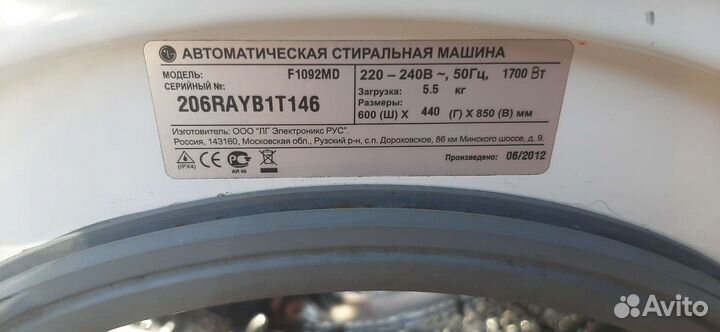 LG АВТОМАТИЧЕСКАЯ СТИРАЛЬНАЯ МАШИНА
МОДЕЛЬ: F1092MD
СЕРИЙНЫЙ №:
206RAYB1T146
220 – 240В ~, 50Гц, 1700 Вт
Загрузка: 5.5 кг
Размеры:
600 (Ш) X 440 (Г) X 850 (В) мм
Изготовитель: ООО "ЛГ Электроникс РУС".
Россия, 143160, Московская обл., Рузский р-н, с.п. Дороховское, 86 км Минского шоссе, д. 9.
(IPX4)
АЯ 46
Произведено: 06/2012
Avito